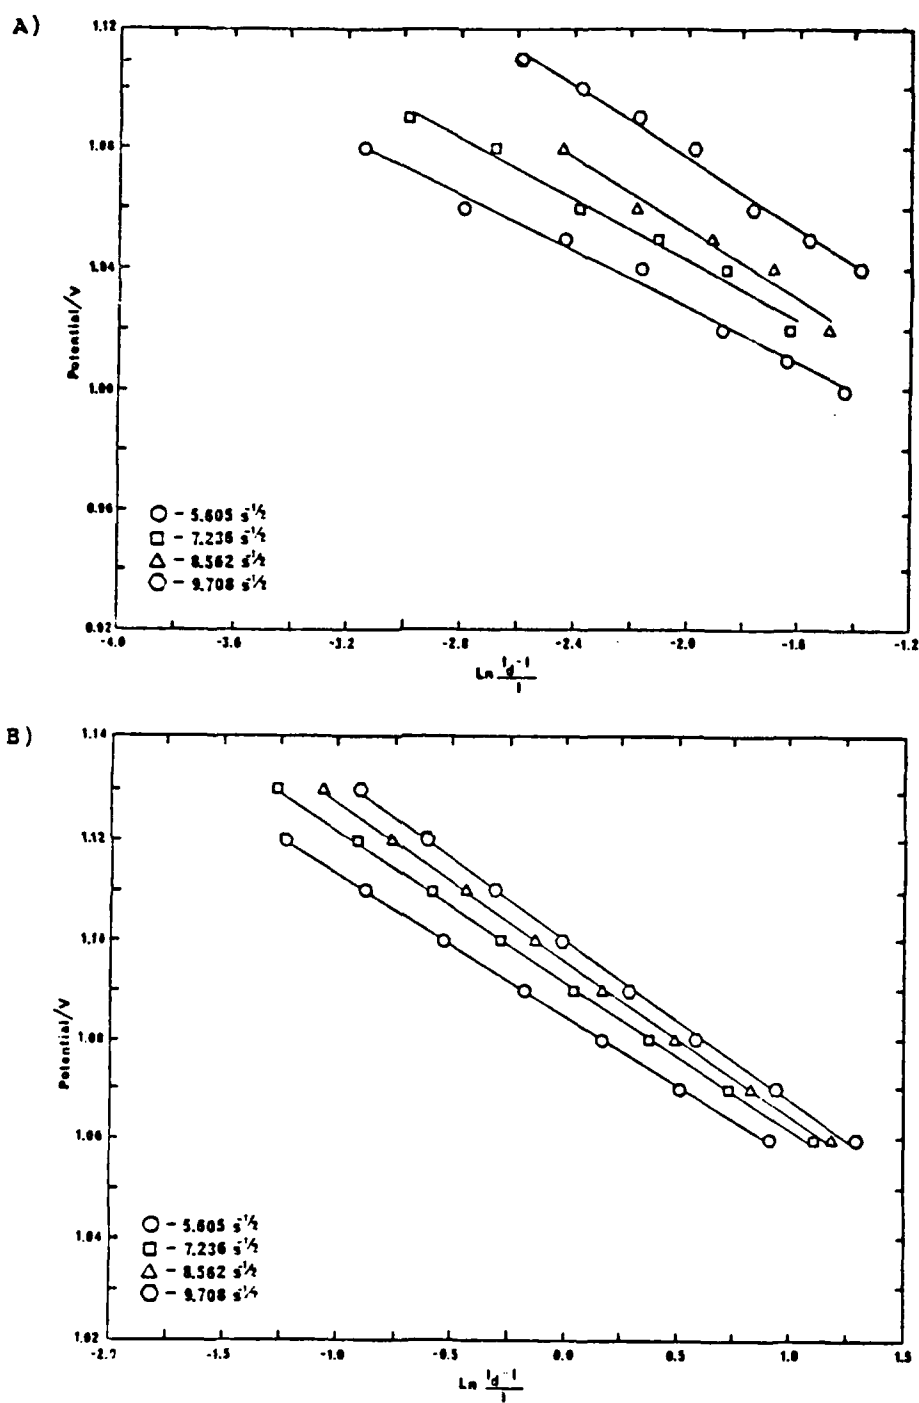 A)
1.12
1.08
1.04
1.00
0.96
0.92
Potential/V
○ - 5.605 s^-1/2
□ - 7.236 s^-1/2
△ - 8.562 s^-1/2
⬡ - 9.708 s^-1/2
-4.0 -3.6 -3.2 -2.8 -2.4 -2.0 -1.6 -1.2
Ln I_d-I
I
B)
1.14
1.12
1.10
1.08
1.06
1.04
1.02
Potential/V
○ - 5.605 s^-1/2
□ - 7.236 s^-1/2
△ - 8.562 s^-1/2
⬡ - 9.708 s^-1/2
-1.5 -1.0 -0.5 0.0 0.5 1.0 1.5
Ln I_d-I
I